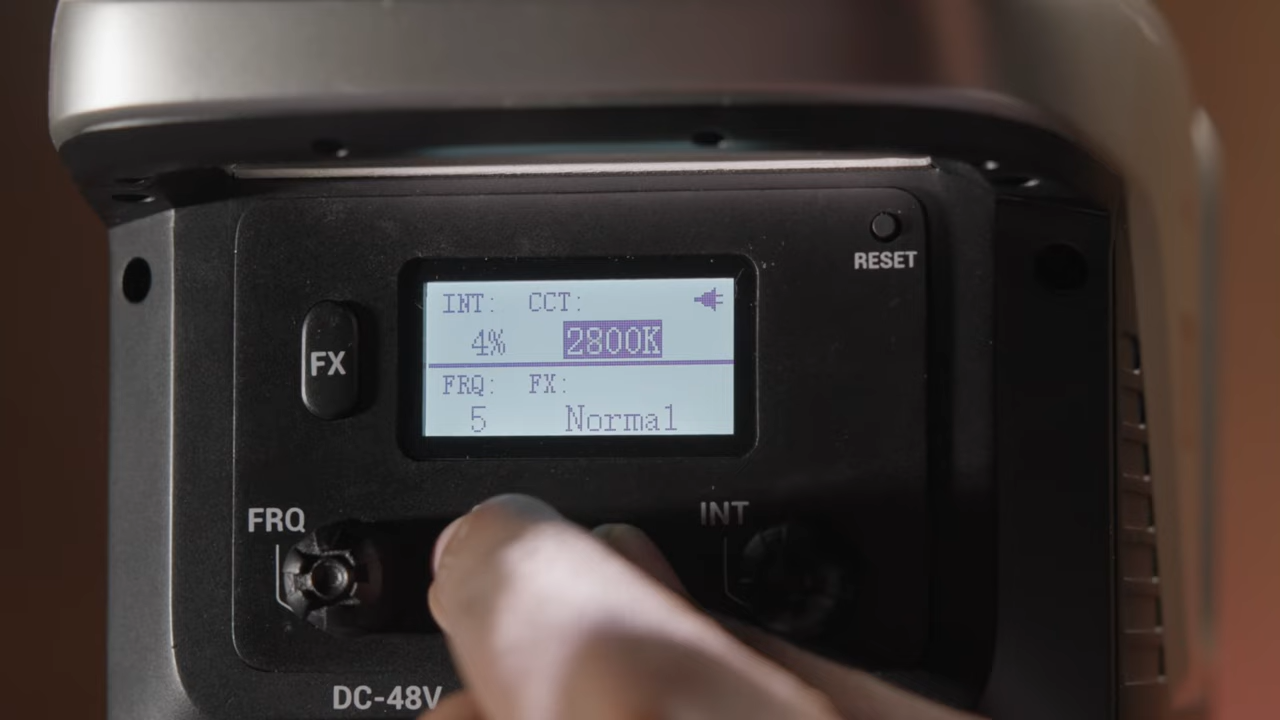 RESET
INT: CCT:
4% 2800K
FX
FRQ: FX:
5 Normal
FRQ
INT
DC-48V